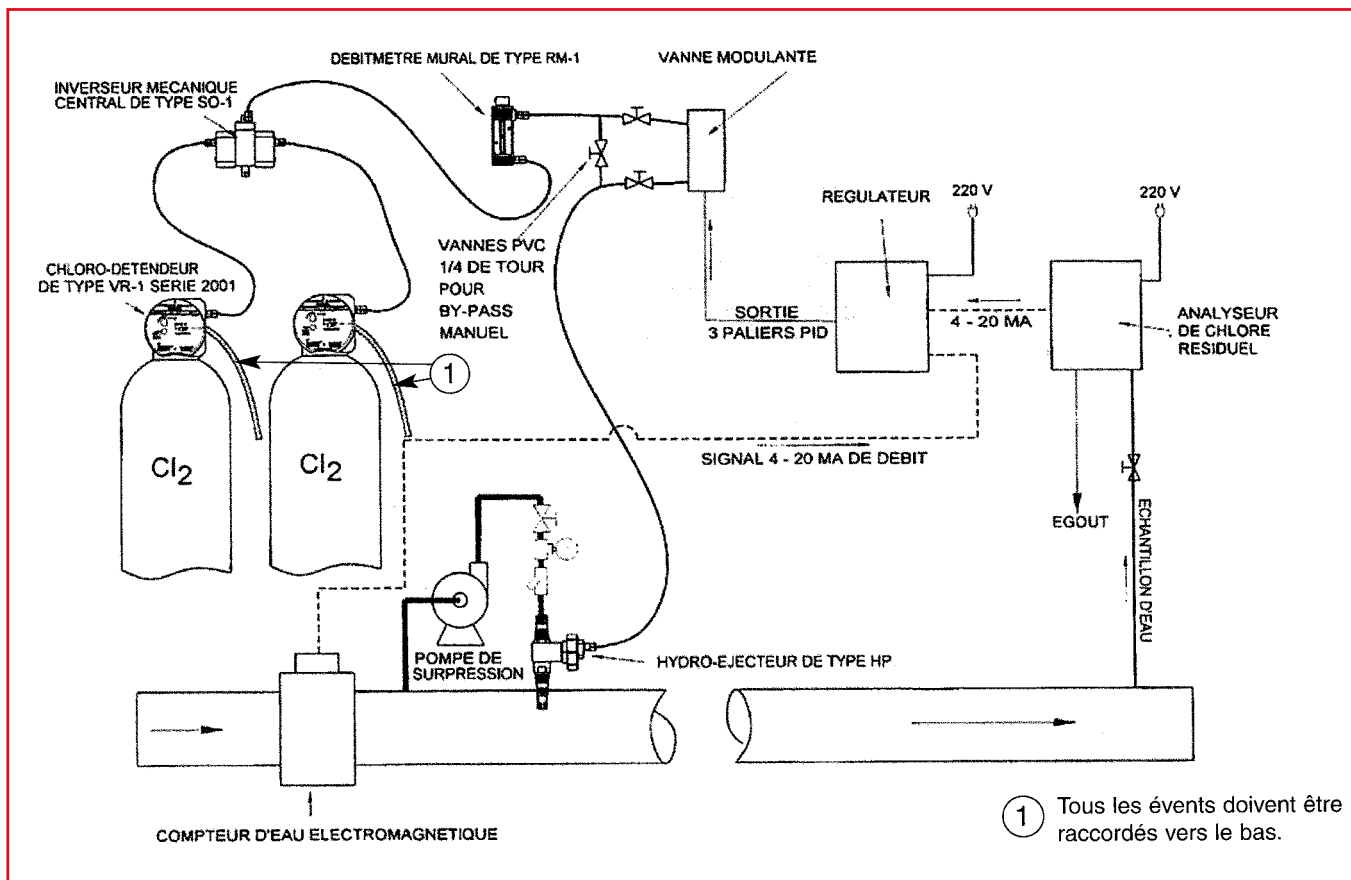 DEBITMETRE MURAL DE TYPE RM-1
VANNE MODULANTE
INVERSEUR MECANIQUE
CENTRAL DE TYPE SO-1
REGULATEUR
220 V
220 V
VANNES PVC
1/4 DE TOUR
POUR
BY-PASS
MANUEL
CHLORO-DETENDEUR
DE TYPE VR-1 SERIE 2001
SORTIE
3 PALIERS PID
4 - 20 MA
ANALYSEUR
DE CHLORE
RESIDUEL
1
Cl2
Cl2
SIGNAL 4 - 20 MA DE DEBIT
EGOUT
ECHANTILLON D'EAU
POMPE DE
SURPRESSION
HYDRO-EJECTEUR DE TYPE HP
COMPTEUR D'EAU ELECTROMAGNETIQUE
1 Tous les évents doivent être
raccordés vers le bas.